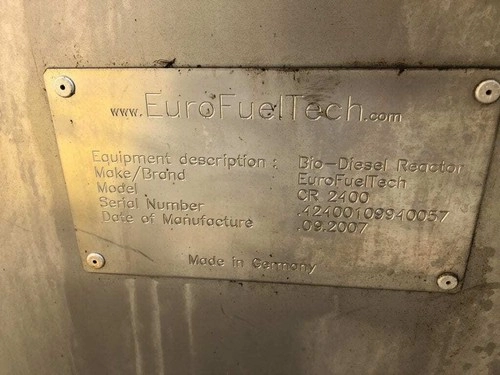 www.EuroFuelTech.com
Equipment description : Bio-Diesel Reactor
Make/Brand EuroFuelTech
Model CR 2400
Serial Number .42400109940057
Date of Manufacture .09.2007
Made in Germany